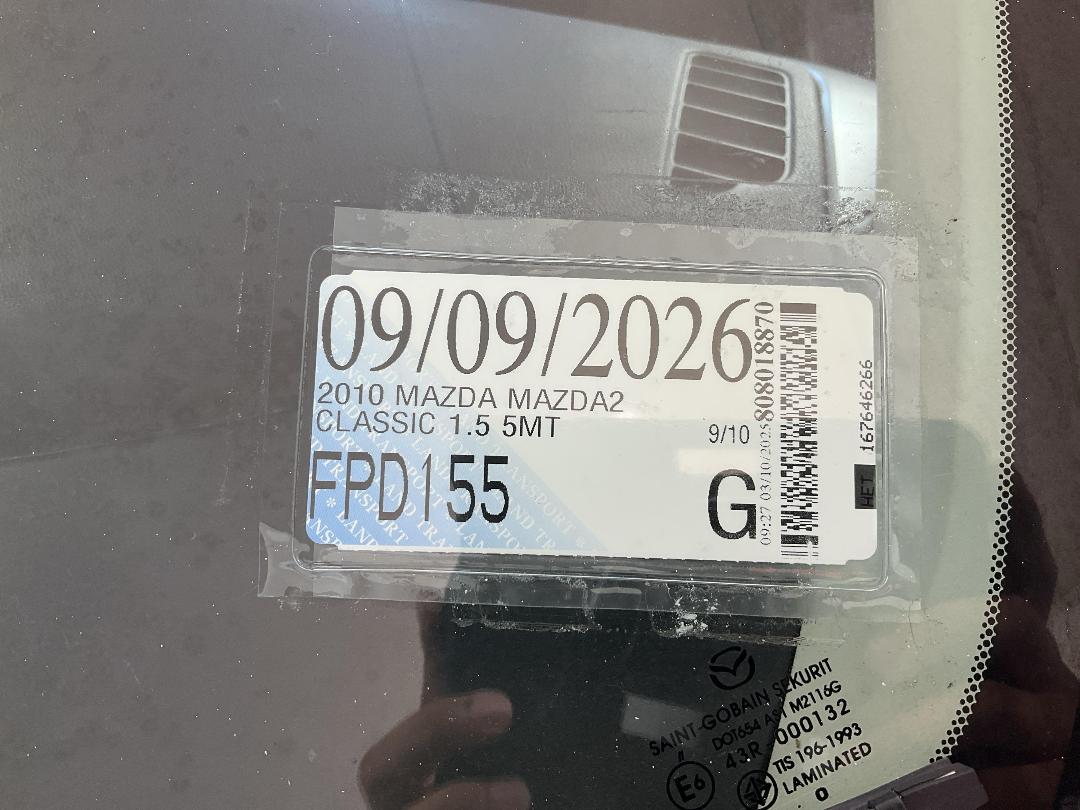 09/09/2026
2010 MAZDA MAZDA2
CLASSIC 1.5 5MT
9/10
FPD155
G
09:27 03/10/2025 808018870
HET
167646266
SAINT-GOBAIN SEKURIT
DOT654 AS1 M2116G
43R-000132
E6
TIS 196-1993
LAMINATED